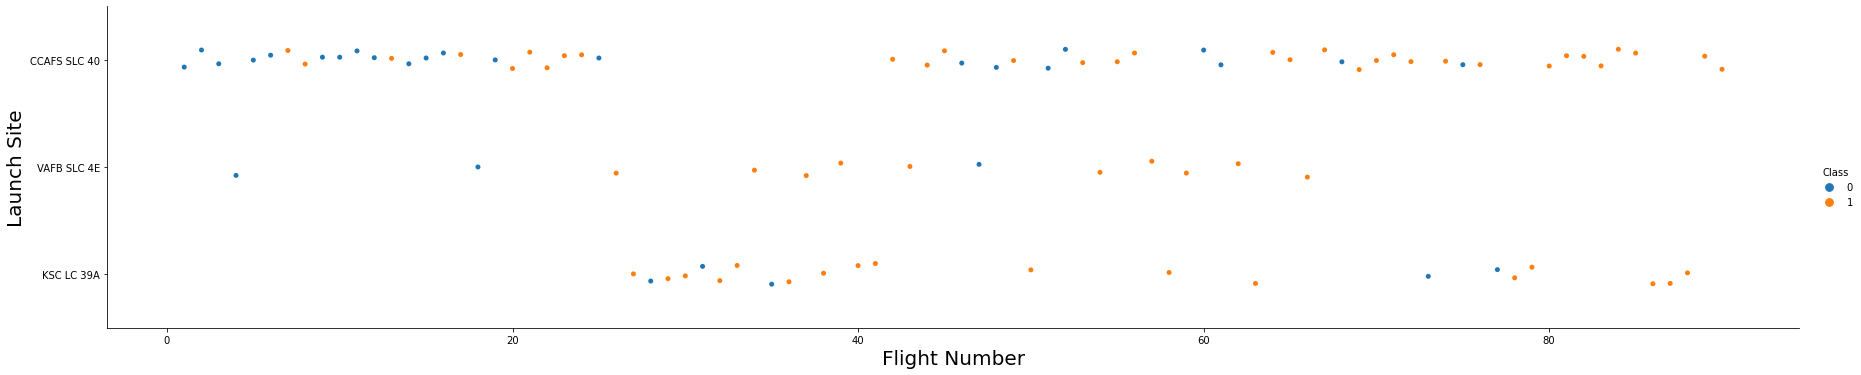 Launch Site
CCAFS SLC 40
VAFB SLC 4E
KSC LC 39A
0 20 40 60 80
Flight Number
Class
0
1